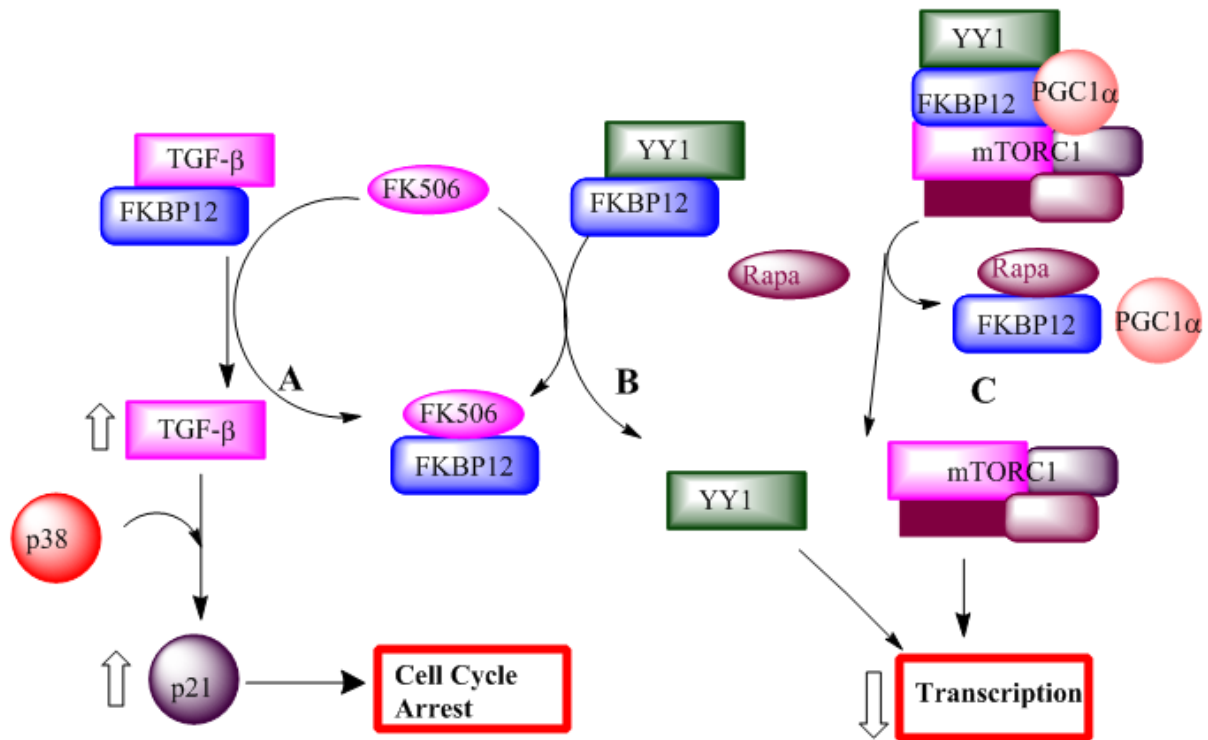 YY1
FKBP12
PGC1α
mTORC1
TGF-β
FKBP12
FK506
YY1
FKBP12
Rapa
Rapa
FKBP12
PGC1α
A
B
C
TGF-β
FK506
FKBP12
mTORC1
YY1
p38
p21
Cell Cycle
Arrest
Transcription